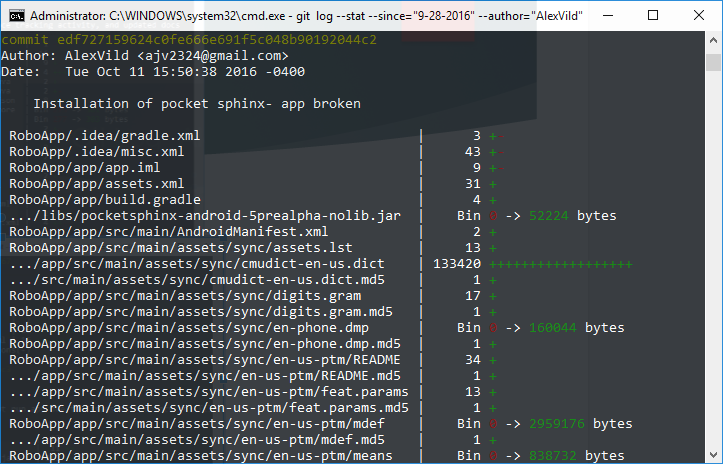 Administrator: C:\WINDOWS\system32\cmd.exe - git log --stat --since="9-28-2016" --author="AlexVild"
commit edf727159624c0fe666e691f5c048b90192044c2
Author: AlexVild <ajv2324@gmail.com>
Date:   Tue Oct 11 15:50:38 2016 -0400
    Installation of pocket sphinx- app broken
 RoboApp/.idea/gradle.xml                           |      3 +-
 RoboApp/.idea/misc.xml                             |     43 +-
 RoboApp/app/app.iml                                |      9 +-
 RoboApp/app/assets.xml                             |     31 +
 RoboApp/app/build.gradle                           |      4 +
 .../libs/pocketsphinx-android-5prealpha-nolib.jar  |    Bin 0 -> 52224 bytes
 RoboApp/app/src/main/AndroidManifest.xml           |      2 +
 RoboApp/app/src/main/assets/sync/assets.lst        |     13 +
 .../app/src/main/assets/sync/cmudict-en-us.dict    | 133420 ++++++++++++++++++
 .../src/main/assets/sync/cmudict-en-us.dict.md5    |      1 +
 RoboApp/app/src/main/assets/sync/digits.gram       |     17 +
 RoboApp/app/src/main/assets/sync/digits.gram.md5   |      1 +
 RoboApp/app/src/main/assets/sync/en-phone.dmp      |    Bin 0 -> 160044 bytes
 RoboApp/app/src/main/assets/sync/en-phone.dmp.md5  |      1 +
 RoboApp/app/src/main/assets/sync/en-us-ptm/README  |     34 +
 .../app/src/main/assets/sync/en-us-ptm/README.md5  |      1 +
 .../app/src/main/assets/sync/en-us-ptm/feat.params |     13 +
 .../src/main/assets/sync/en-us-ptm/feat.params.md5 |      1 +
 RoboApp/app/src/main/assets/sync/en-us-ptm/mdef    |    Bin 0 -> 2959176 bytes
 .../app/src/main/assets/sync/en-us-ptm/mdef.md5    |      1 +
 RoboApp/app/src/main/assets/sync/en-us-ptm/means   |    Bin 0 -> 838732 bytes